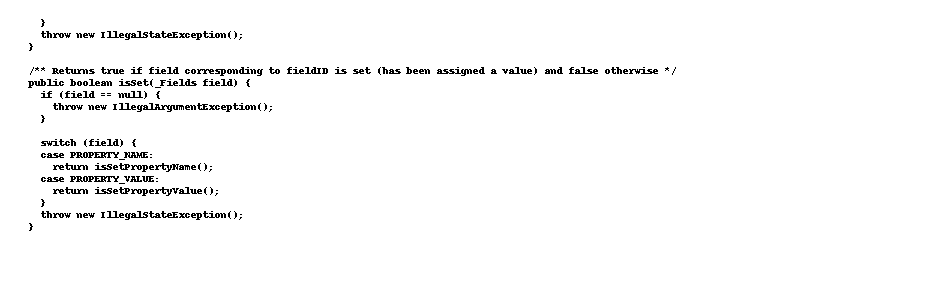 }
throw new IllegalStateException();
}
/** Returns true if field corresponding to fieldID is set (has been assigned a value) and false otherwise */
public boolean isSet(_Fields field) {
if (field == null) {
throw new IllegalArgumentException();
}
switch (field) {
case PROPERTY_NAME:
return isSetPropertyName();
case PROPERTY_VALUE:
return isSetPropertyValue();
}
throw new IllegalStateException();
}